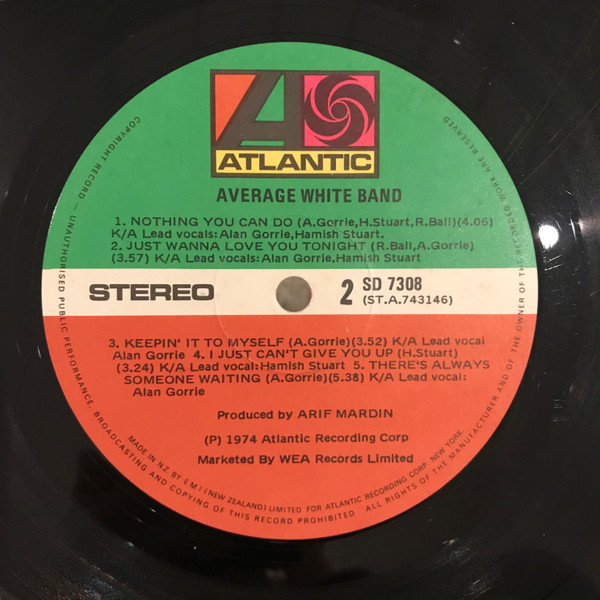 ATLANTIC
AVERAGE WHITE BAND
1. NOTHING YOU CAN DO (A.Gorrie,H.Stuart,R.Ball)(4.06)
K/A Lead vocals:Alan Gorrie,Hamish Stuart.
2. JUST WANNA LOVE YOU TONIGHT (R.Ball,A.Gorrie)
(3.57) K/A Lead vocals:Alan Gorrie,Hamish Stuart
STEREO
2
SD 7308
(ST.A.743146)
3. KEEPIN' IT TO MYSELF (A.Gorrie)(3.52) K/A Lead vocal
Alan Gorrie 4. I JUST CAN'T GIVE YOU UP (H.Stuart)
(3.24) K/A Lead vocal:Hamish Stuart 5. THERE'S ALWAYS
SOMEONE WAITING (A.Gorrie)(5.38) K/A Lead vocal:
Alan Gorrie
Produced by ARIF MARDIN
(P) 1974 Atlantic Recording Corp
Marketed By WEA Records Limited
COPYRIGHT RECORD — UNAUTHORISED PUBLIC PERFORMANCE, BROADCASTING AND COPYING OF THIS RECORD PROHIBITED ALL RIGHTS OF THE MANUFACTURER AND OF THE OWNER OF THE RECORDED WORK ARE RESERVED
MADE IN NZ BY EMI (NEW ZEALAND) LIMITED FOR ATLANTIC RECORDING CORP. NEW YORK.